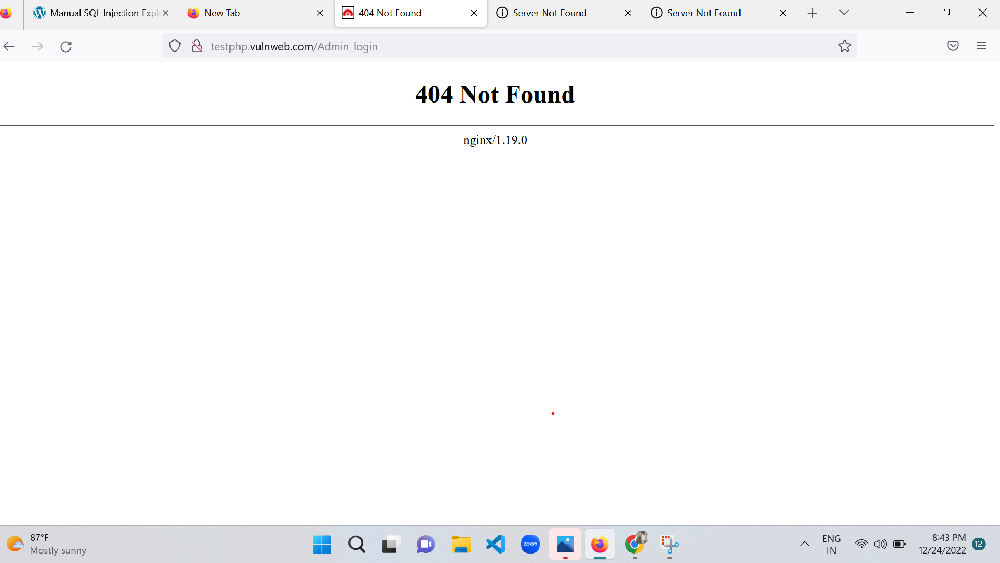 Manual SQL Injection Expl
New Tab
404 Not Found
Server Not Found
Server Not Found
testphp.vulnweb.com/Admin_login
404 Not Found
nginx/1.19.0
87°F
Mostly sunny
zoom
ENG
IN
8:43 PM
12/24/2022
12